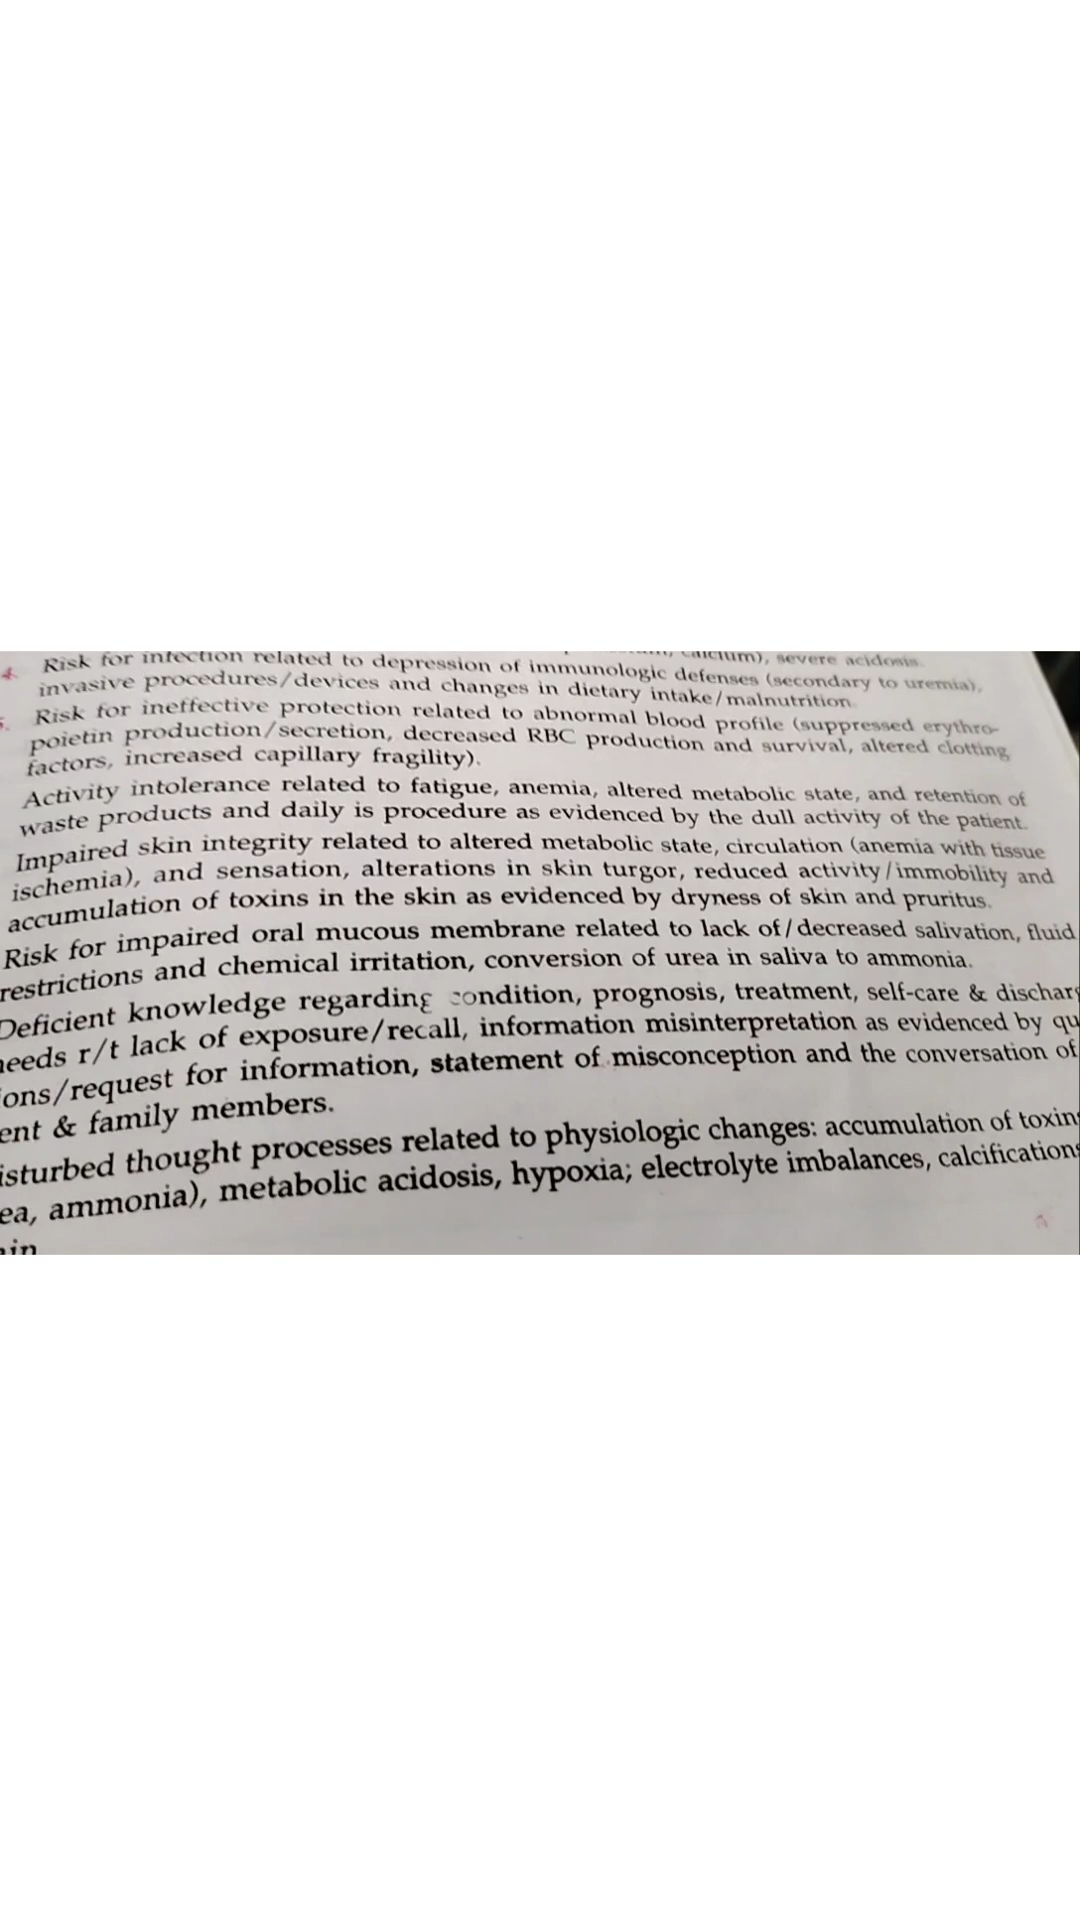 calcium), severe acidosis.
4. Risk for infection related to depression of immunologic defenses (secondary to uremia),
invasive procedures/devices and changes in dietary intake/malnutrition.
5. Risk for ineffective protection related to abnormal blood profile (suppressed erythro-
poietin production/secretion, decreased RBC production and survival, altered clotting
factors, increased capillary fragility).
Activity intolerance related to fatigue, anemia, altered metabolic state, and retention of
waste products and daily is procedure as evidenced by the dull activity of the patient.
Impaired skin integrity related to altered metabolic state, circulation (anemia with tissue
ischemia), and sensation, alterations in skin turgor, reduced activity/immobility and
accumulation of toxins in the skin as evidenced by dryness of skin and pruritus.
Risk for impaired oral mucous membrane related to lack of/decreased salivation, fluid
restrictions and chemical irritation, conversion of urea in saliva to ammonia.
Deficient knowledge regarding condition, prognosis, treatment, self-care & discharg
needs r/t lack of exposure/recall, information misinterpretation as evidenced by qu
ions/request for information, statement of misconception and the conversation of
ent & family members.
isturbed thought processes related to physiologic changes: accumulation of toxins
ea, ammonia), metabolic acidosis, hypoxia; electrolyte imbalances, calcifications